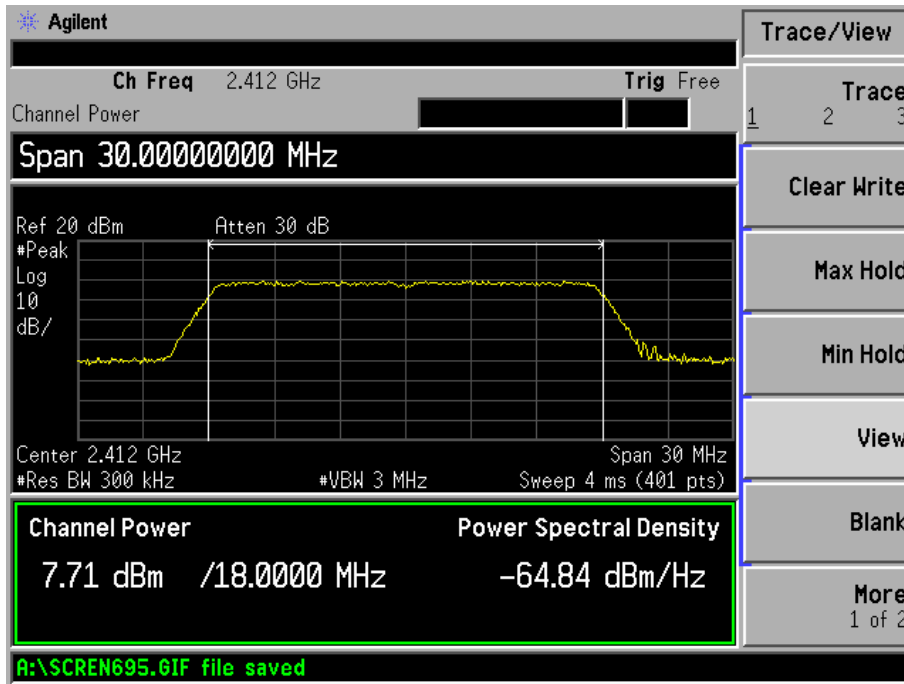 Agilent
Trace/View
Ch Freq 2.412 GHz Trig Free
Channel Power
Trace
1 2 3
Span 30.00000000 MHz
Clear Write
Ref 20 dBm Atten 30 dB
#Peak
Log
10
dB/
Max Hold
Min Hold
View
Center 2.412 GHz Span 30 MHz
#Res BW 300 kHz #VBW 3 MHz Sweep 4 ms (401 pts)
Blank
Channel Power Power Spectral Density
7.71 dBm /18.0000 MHz -64.84 dBm/Hz
More
1 of 2
A:\SCREN695.GIF file saved